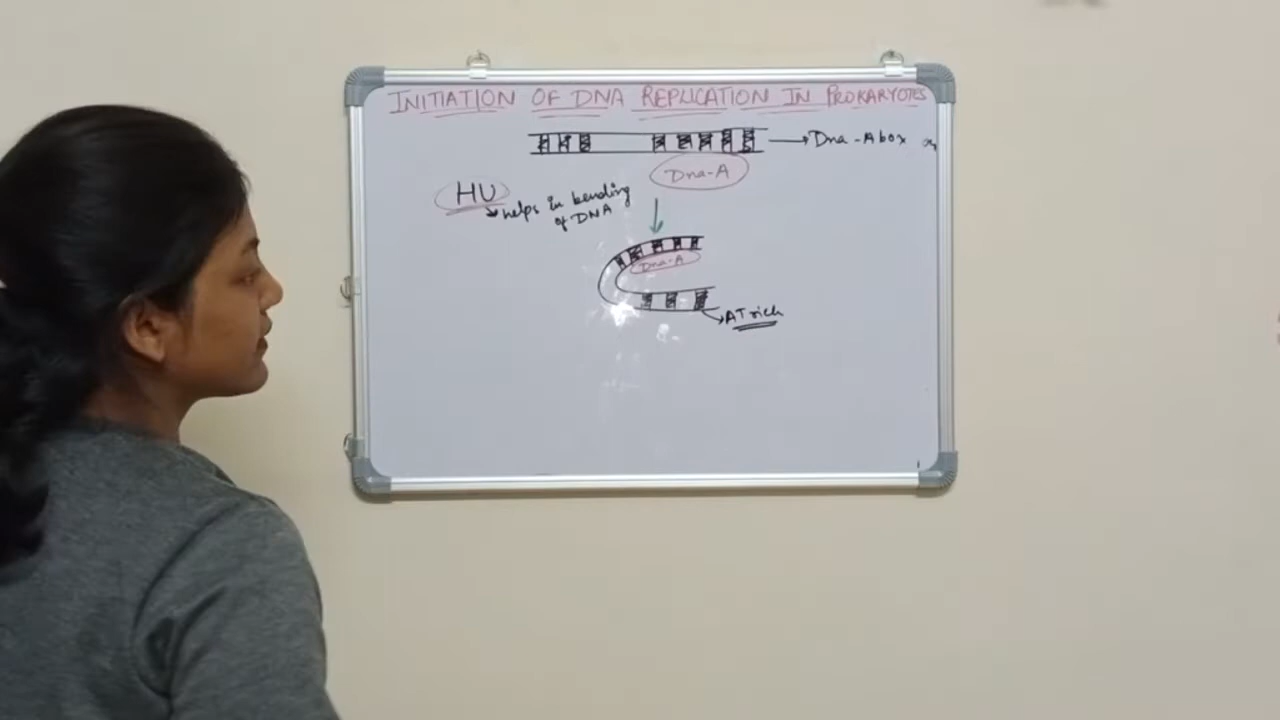 INITIATION OF DNA REPLICATION IN PROKARYOTES
Dna-A box
Dna-A
HU
helps in bending
of DNA
Dna-A
AT rich